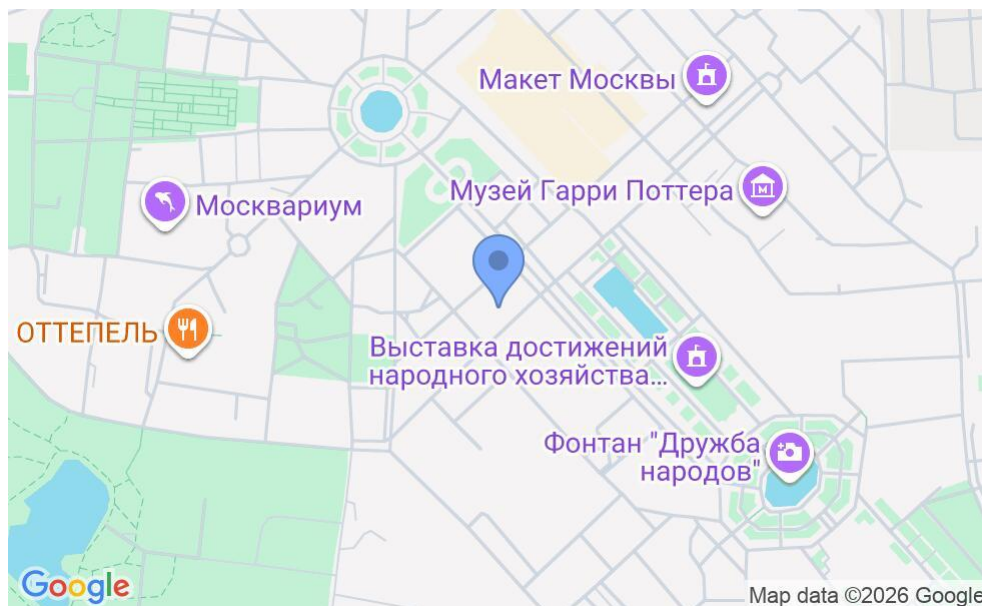 Макет Москвы
Музей Гарри Поттера
Москвариум
ОТТЕПЕЛЬ
Выставка достижений
народного хозяйства...
Фонтан "Дружба
народов"
Google
Map data ©2026 Google